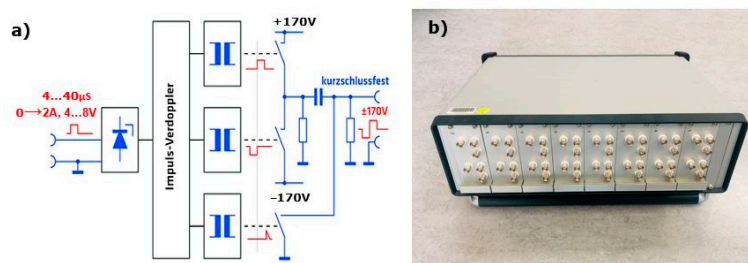 a)
+170V
b)
4...40µS
0→2A, 4...8V
Impuls-Verdoppler
kurzschlussfest
±170V
−170V